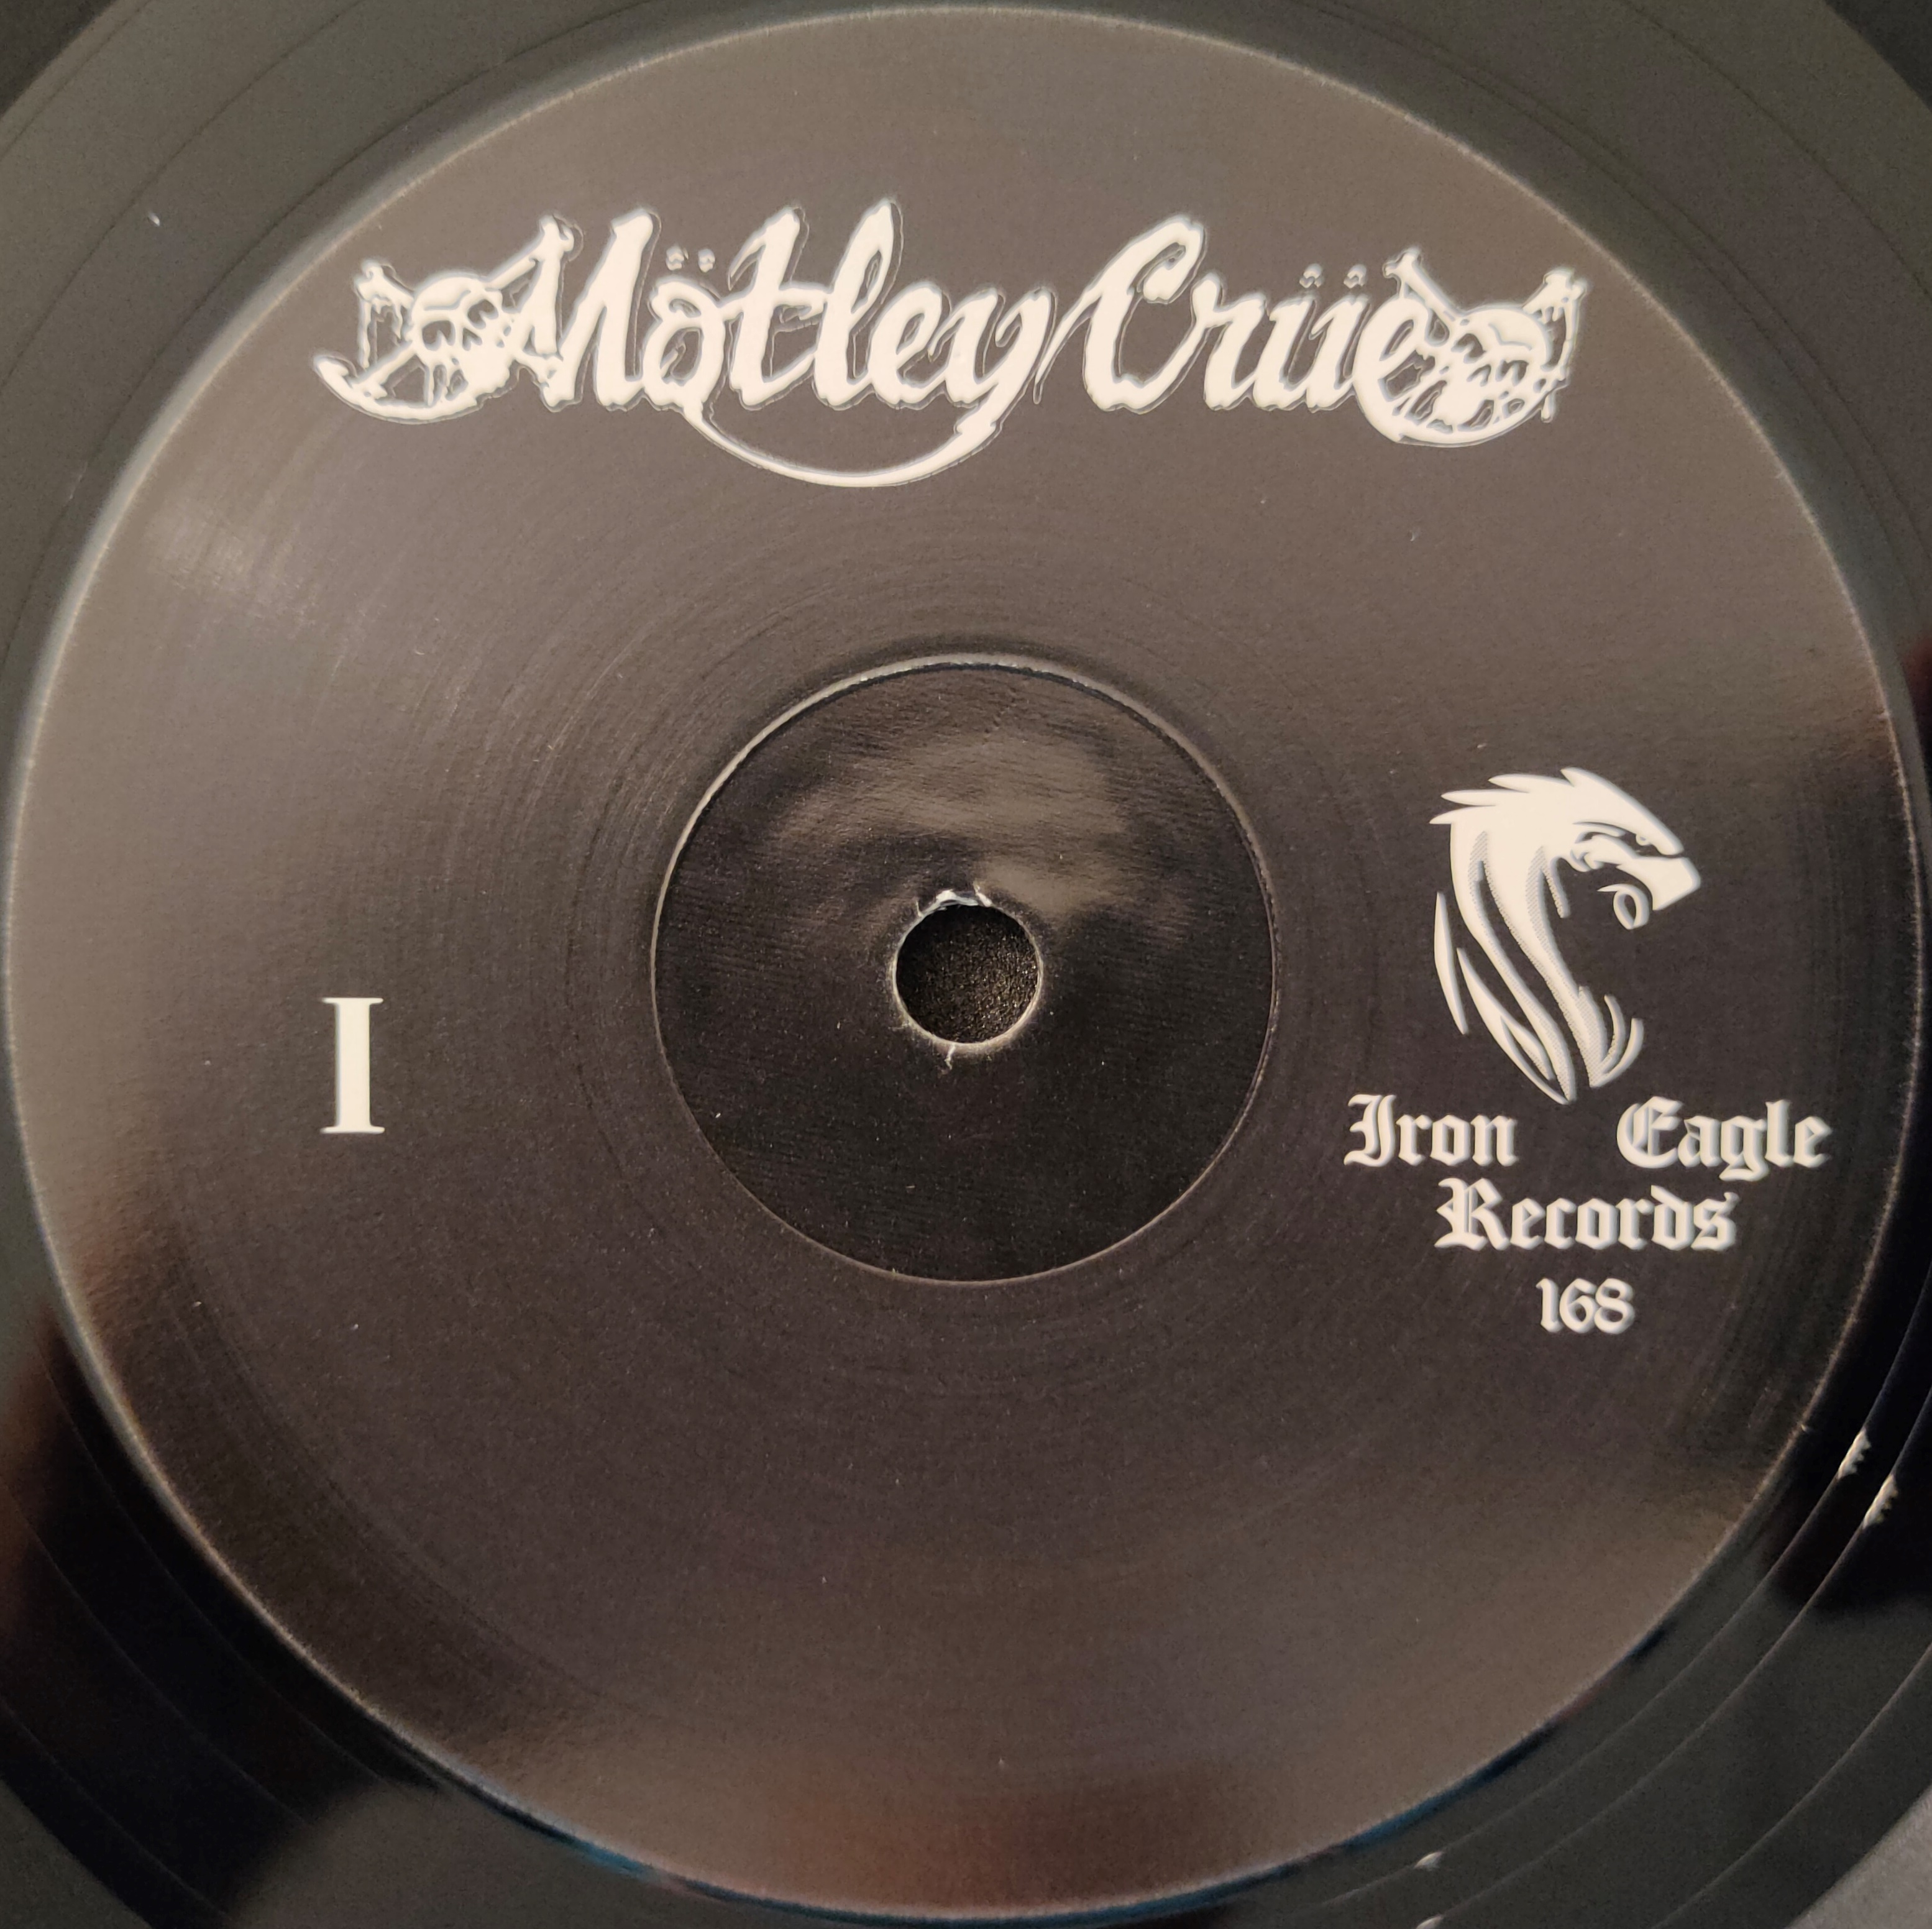 Mötley Crüe
I
Iron Eagle
Records
168